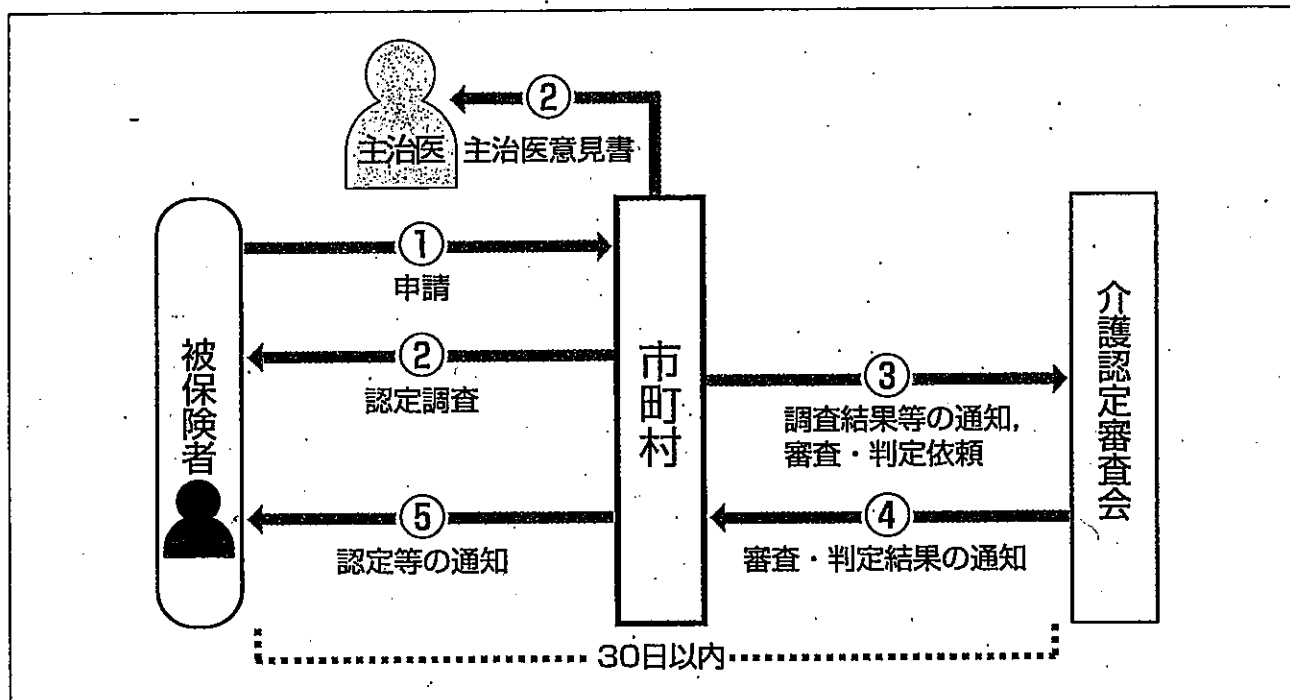 ②
主治医
主治医意見書
①
申請
②
認定調査
被保険者
市町村
③
調査結果等の通知,
審査・判定依頼
④
審査・判定結果の通知
⑤
認定等の通知
介護認定審査会
30日以内